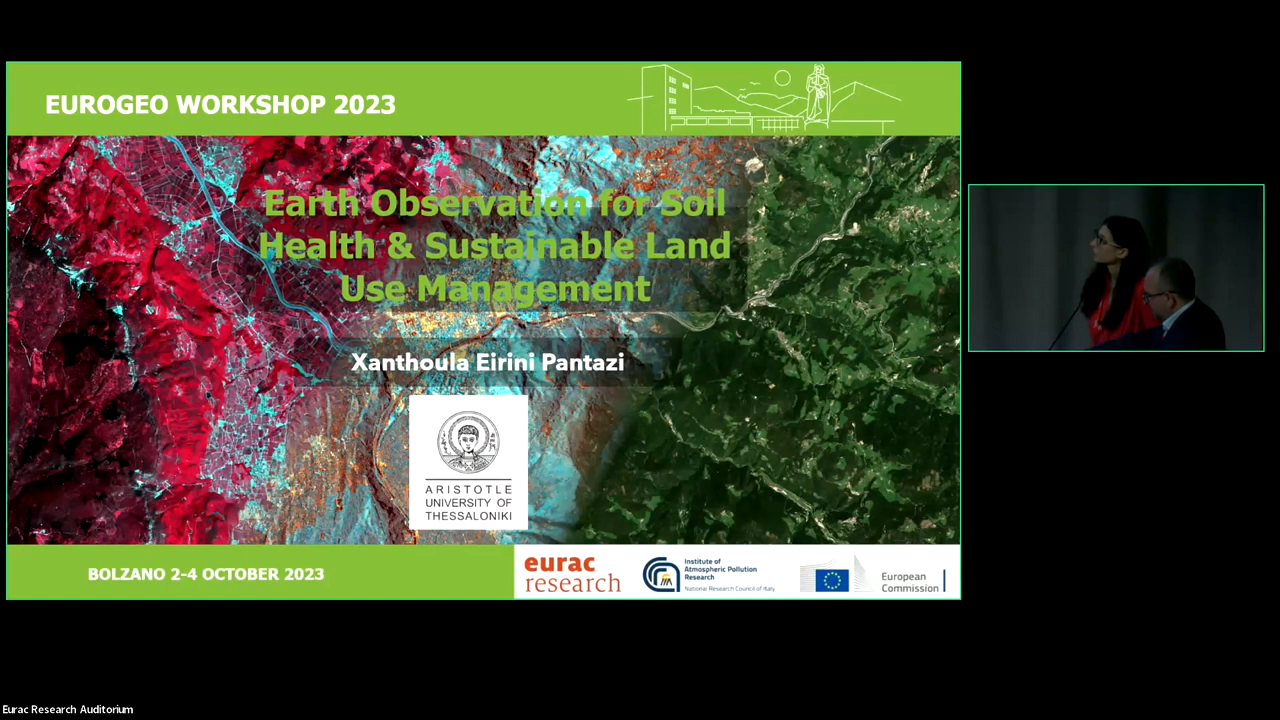 EUROGEO WORKSHOP 2023
Earth Observation for Soil
Health & Sustainable Land
Use Management
Xanthoula Eirini Pantazi
ARISTOTLE
UNIVERSITY OF
THESSALONIKI
BOLZANO 2-4 OCTOBER 2023
eurac
research
Institute of
Atmospheric Pollution
Research
National Research Council of Italy
European
Commission
Eurac Research Auditorium